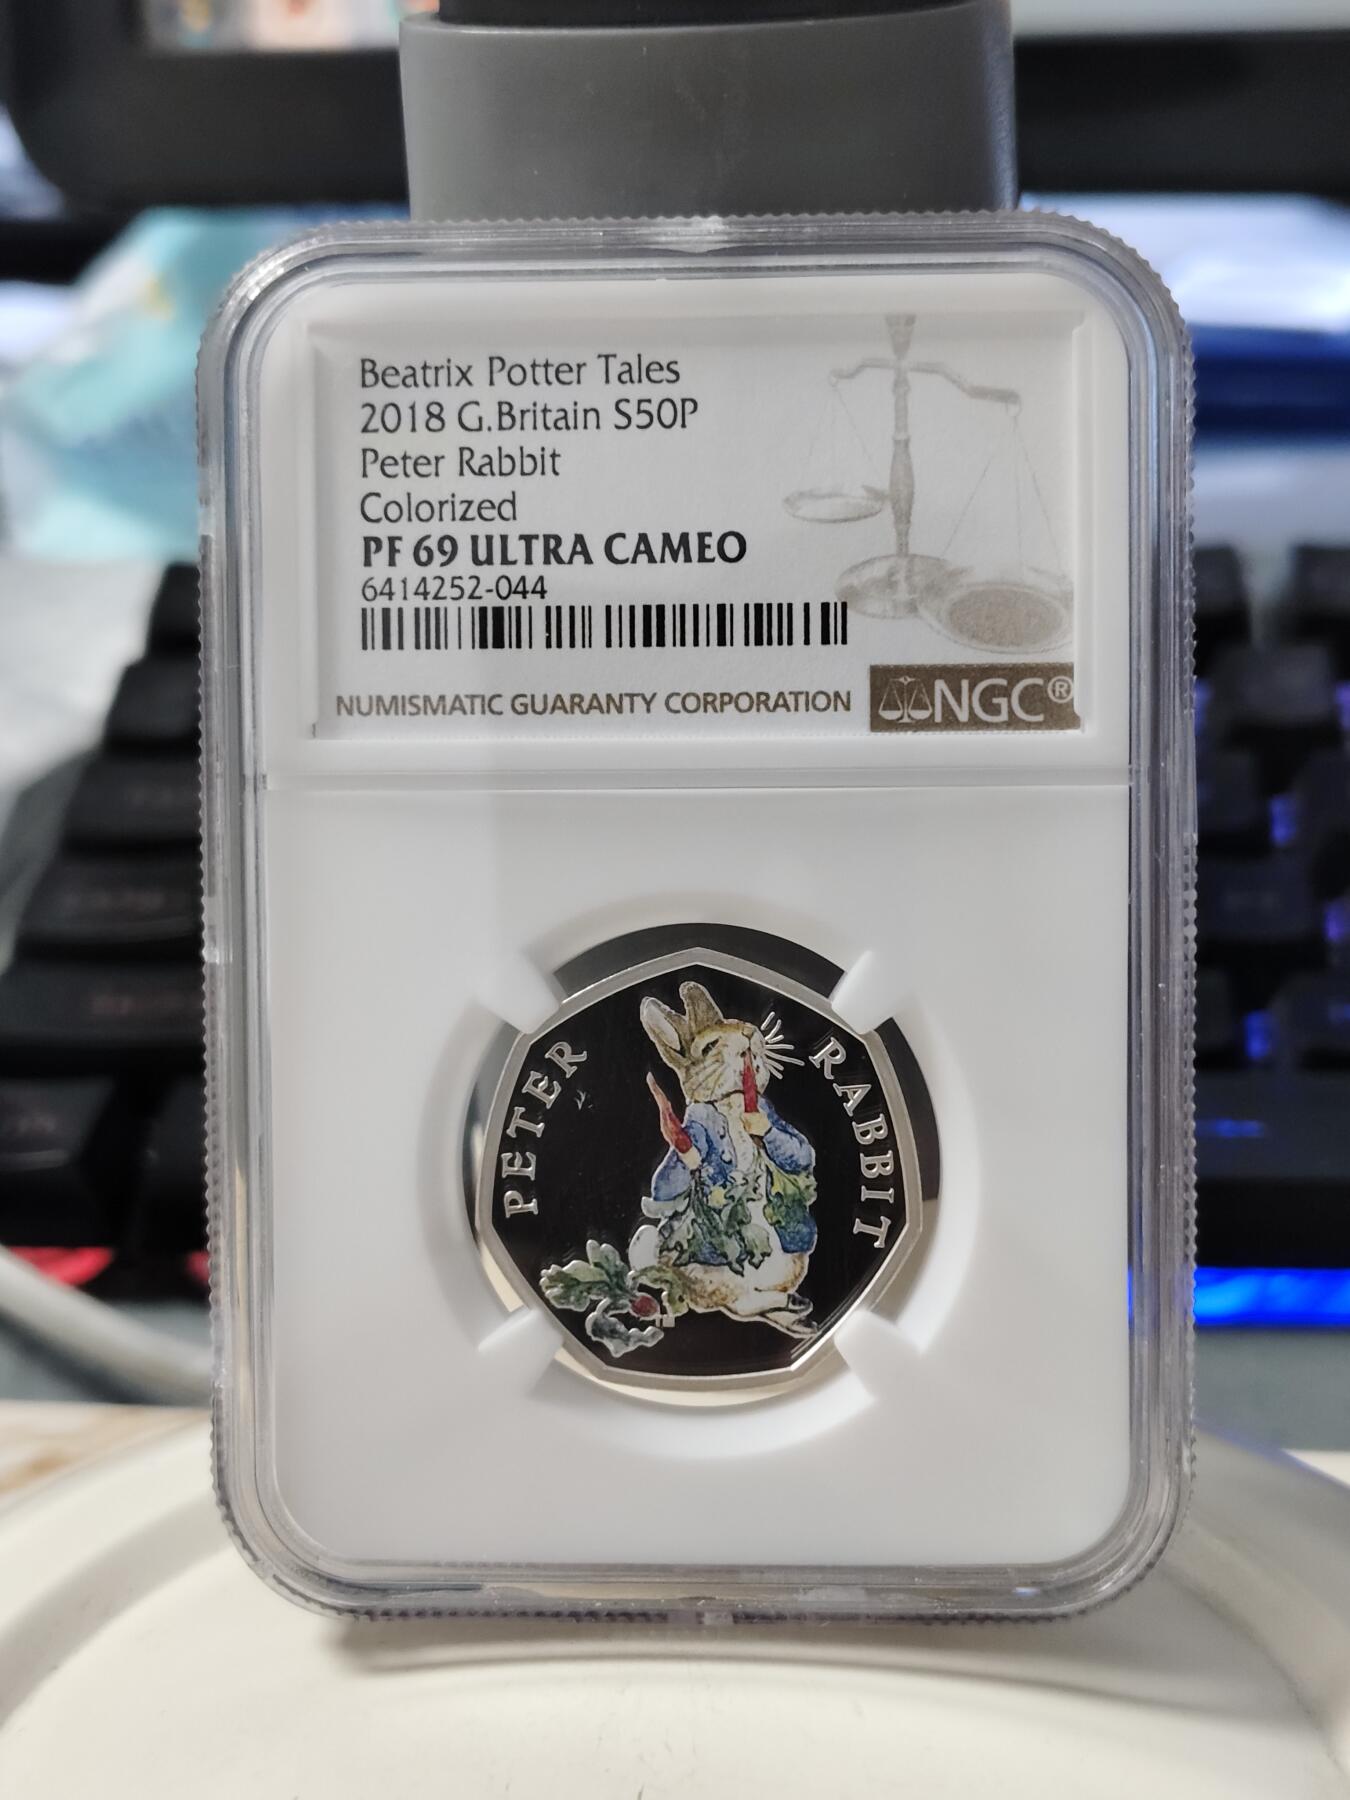 Beatrix Potter Tales
2018 G.Britain S50P
Peter Rabbit
Colorized
PF 69 ULTRA CAMEO
6414252-044
NUMISMATIC GUARANTY CORPORATION
NGC®
PETER RABBIT